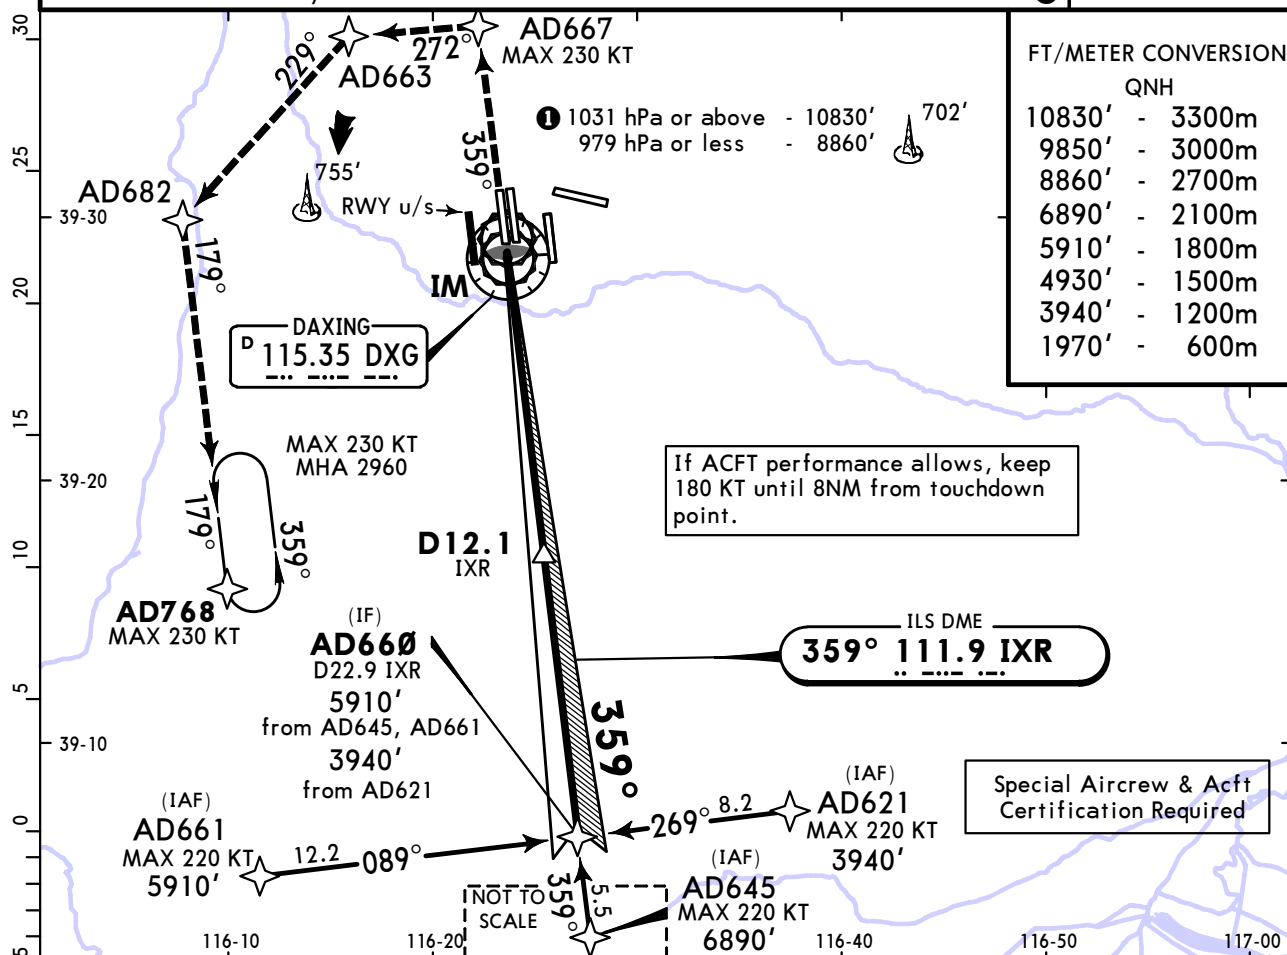 30
25
20
15
10
5
0
5
39-30
39-20
39-10
116-10
116-20
116-40
116-50
117-00
AD667
MAX 230 KT
272°
229°
AD663
359°
AD682
179°
755'
RWY u/s
❶ 1031 hPa or above - 10830'
979 hPa or less - 8860'
702'
FT/METER CONVERSION
QNH
10830' - 3300m
9850' - 3000m
8860' - 2700m
6890' - 2100m
5910' - 1800m
4930' - 1500m
3940' - 1200m
1970' - 600m
IM
DAXING
D 115.35 DXG
MAX 230 KT
MHA 2960
179°
359°
AD768
MAX 230 KT
If ACFT performance allows, keep
180 KT until 8NM from touchdown
point.
D12.1
IXR
(IF)
AD66Ø
D22.9 IXR
5910'
from AD645, AD661
3940'
from AD621
ILS DME
359° 111.9 IXR
359°
Special Aircrew & Acft
Certification Required
(IAF)
AD661
MAX 220 KT
5910'
12.2
089°
269°
8.2
(IAF)
AD621
MAX 220 KT
3940'
NOT TO
SCALE
359°
5.5
(IAF)
AD645
MAX 220 KT
6890'